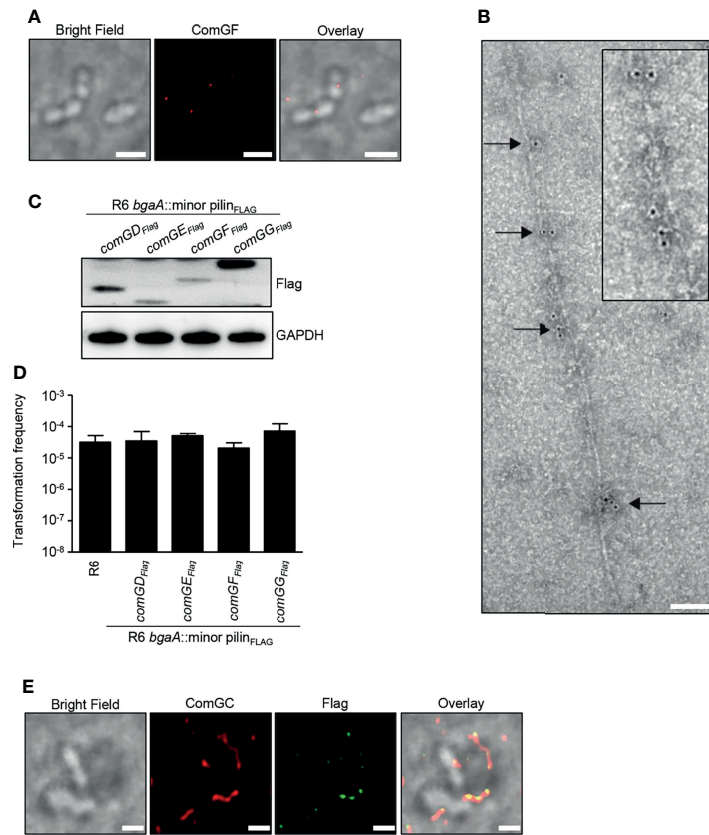 A
Bright Field ComGF Overlay
B
C
R6 bgaA::minor pilinFLAG
comGDFlag comGEFlag comGFFlag comGGFlag
Flag
GAPDH
D
Transformation frequency
10-3
10-4
10-5
10-6
10-7
10-8
R6 comGDFlag comGEFlag comGFFlag comGGFlag
R6 bgaA::minor pilinFLAG
E
Bright Field ComGC Flag Overlay